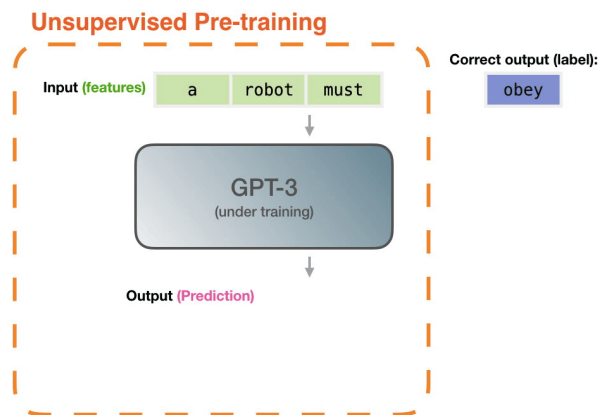 Unsupervised Pre-training
Correct output (label):
Input (features) a robot must
obey
GPT-3
(under training)
Output (Prediction)